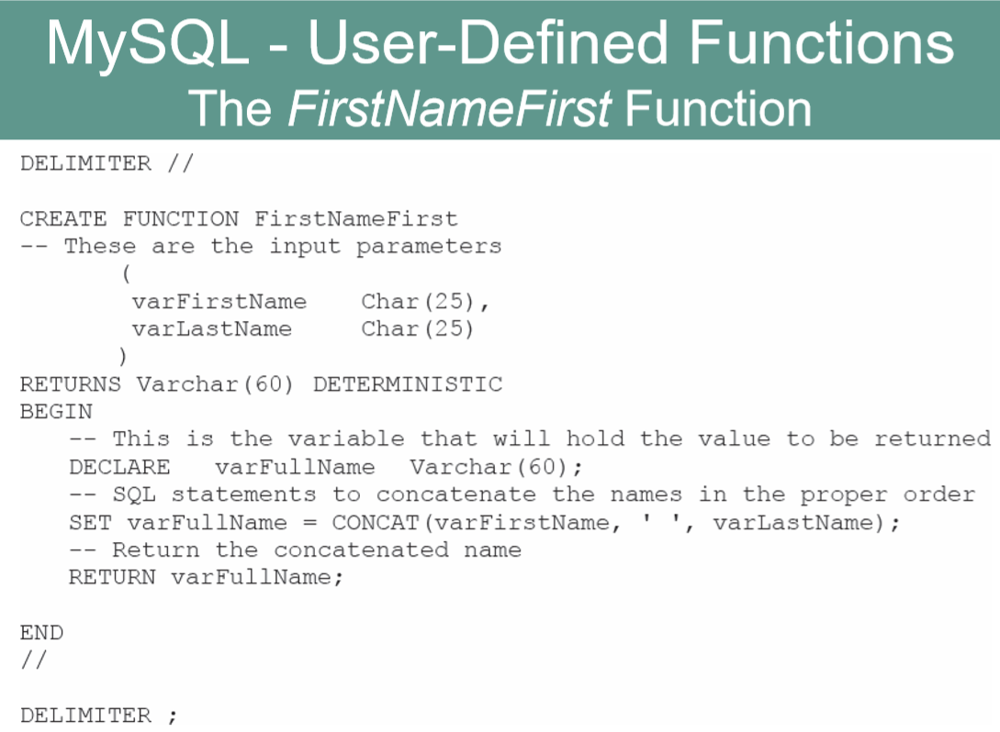 MySQL - User-Defined Functions
The FirstNameFirst Function
DELIMITER //
CREATE FUNCTION FirstNameFirst
-- These are the input parameters
(
varFirstName    Char(25),
varLastName     Char(25)
)
RETURNS Varchar(60) DETERMINISTIC
BEGIN
-- This is the variable that will hold the value to be returned
DECLARE   varFullName   Varchar(60);
-- SQL statements to concatenate the names in the proper order
SET varFullName = CONCAT(varFirstName, ' ', varLastName);
-- Return the concatenated name
RETURN varFullName;
END
//
DELIMITER ;